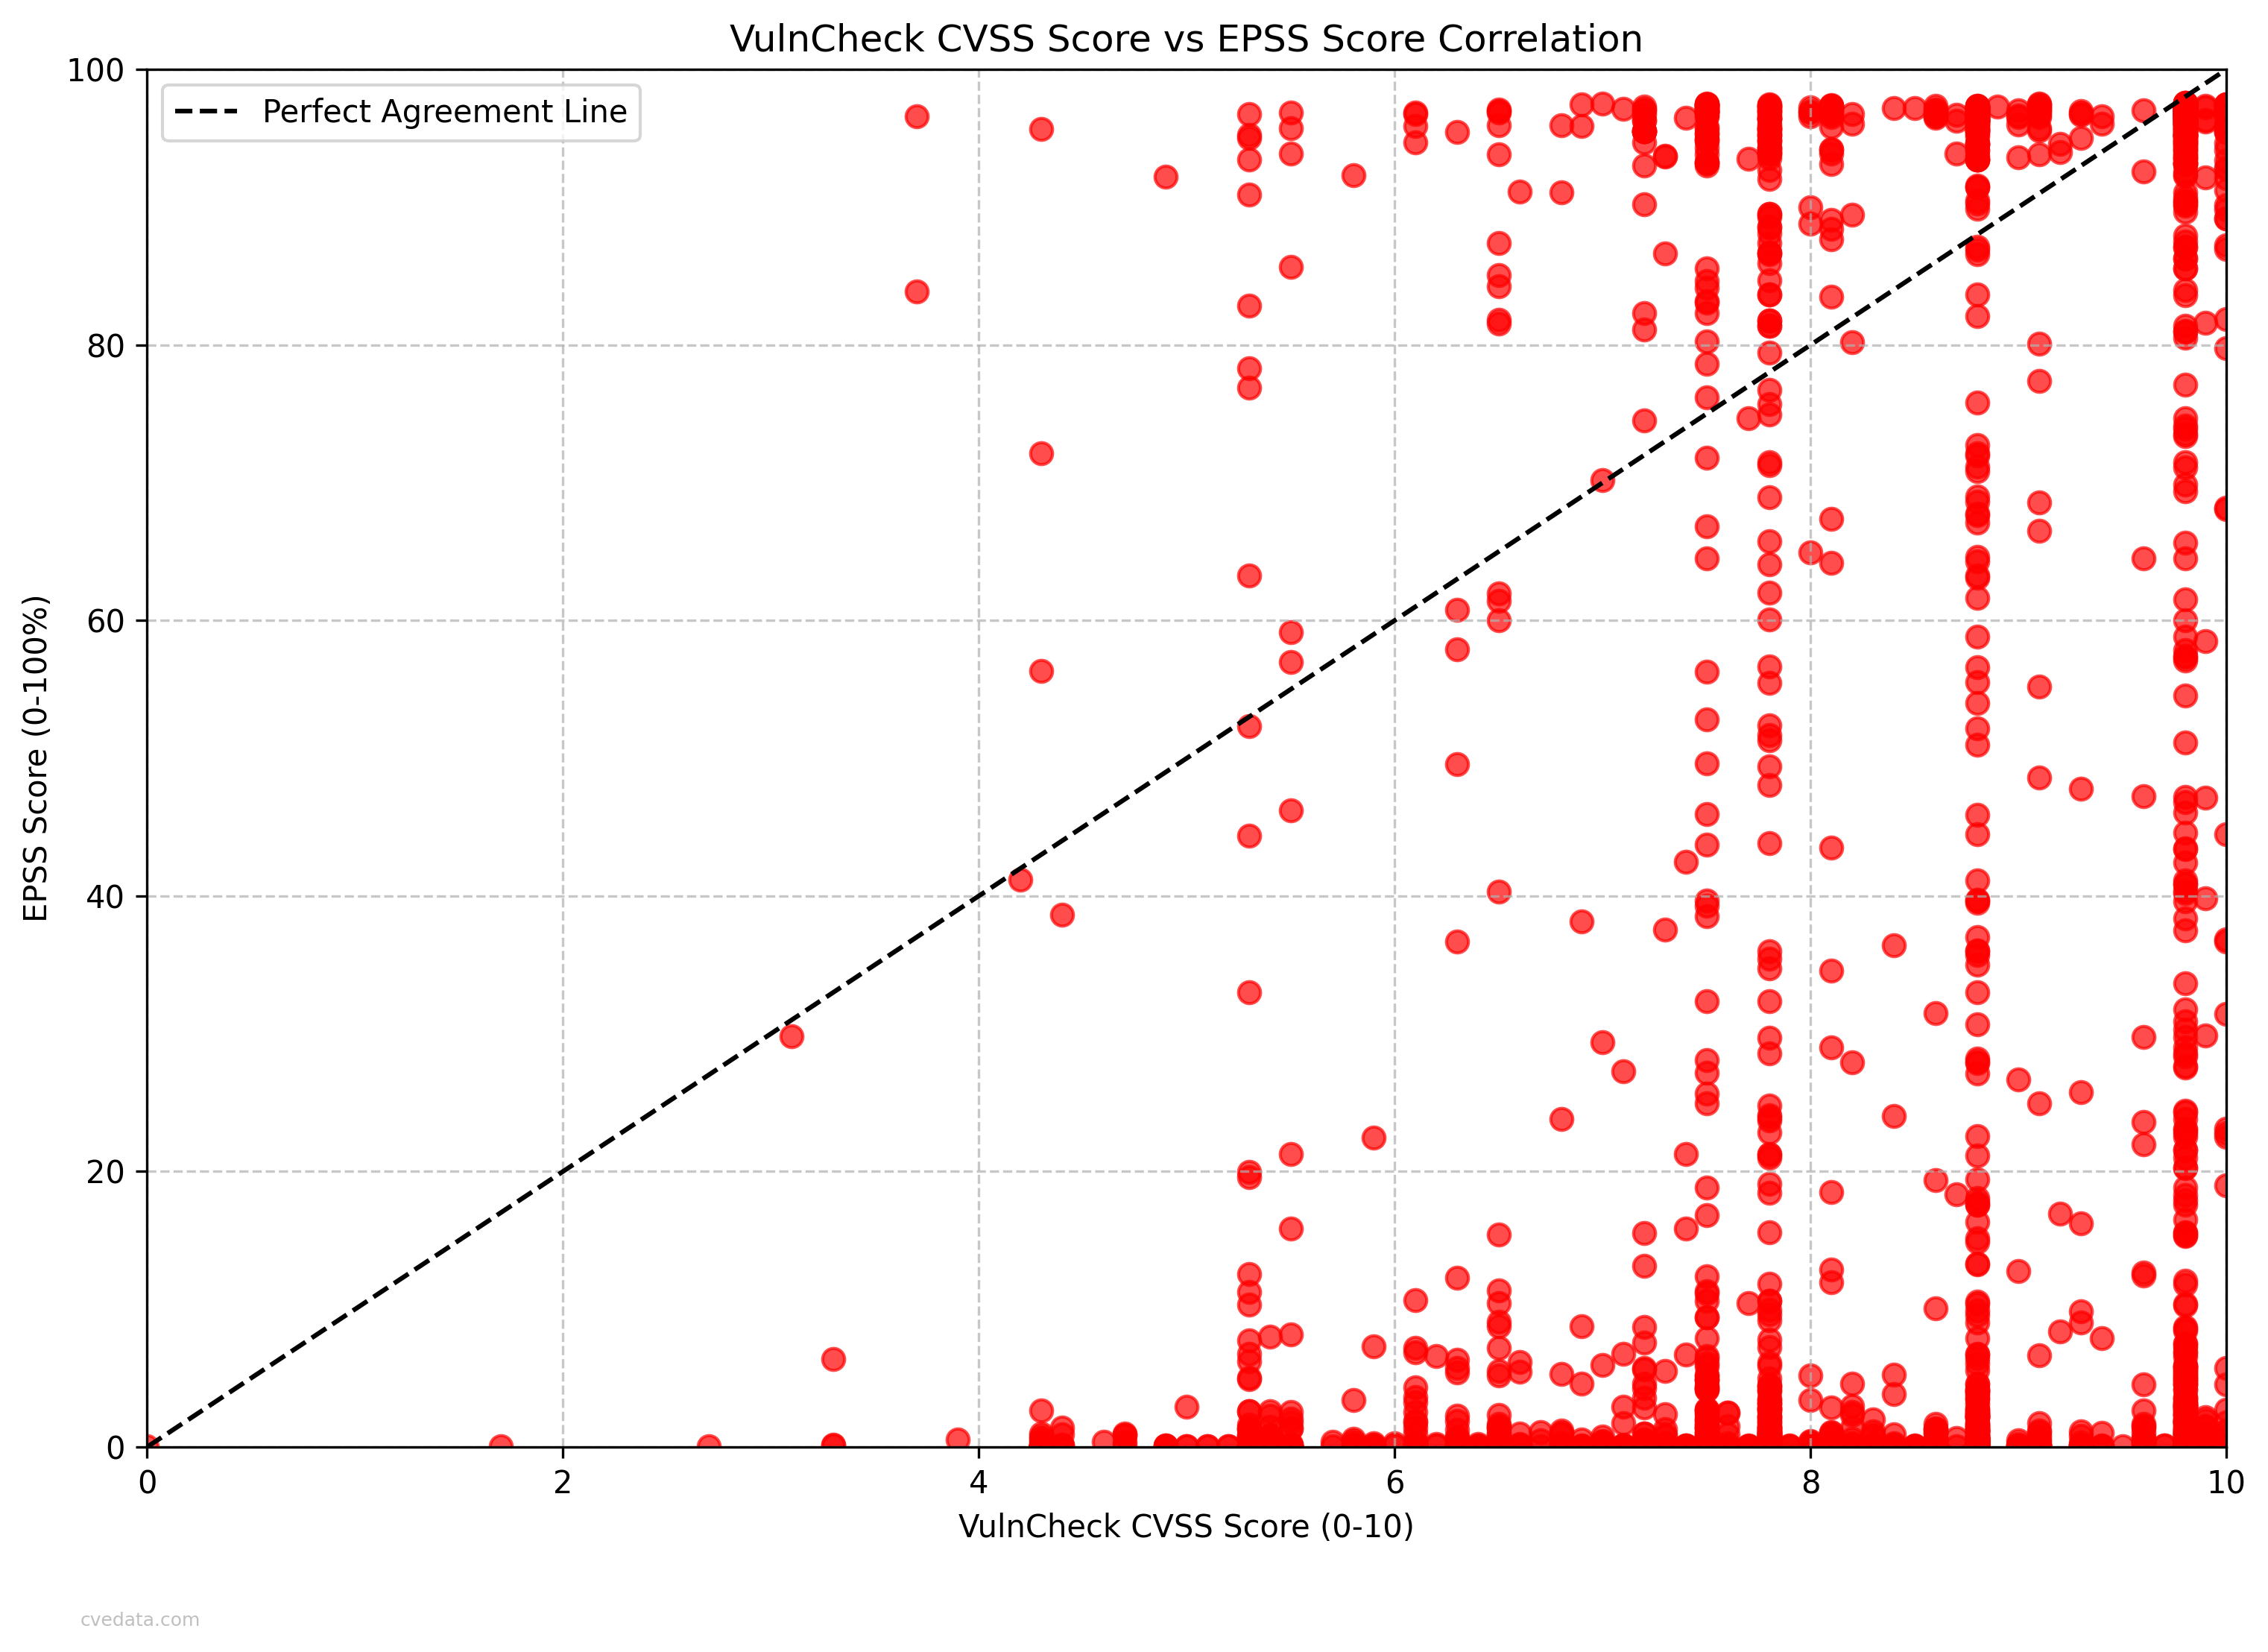 VulnCheck CVSS Score vs EPSS Score Correlation
Perfect Agreement Line
EPSS Score (0-100%)
100
80
60
40
20
0
0 2 4 6 8 10
VulnCheck CVSS Score (0-10)
cvedata.com